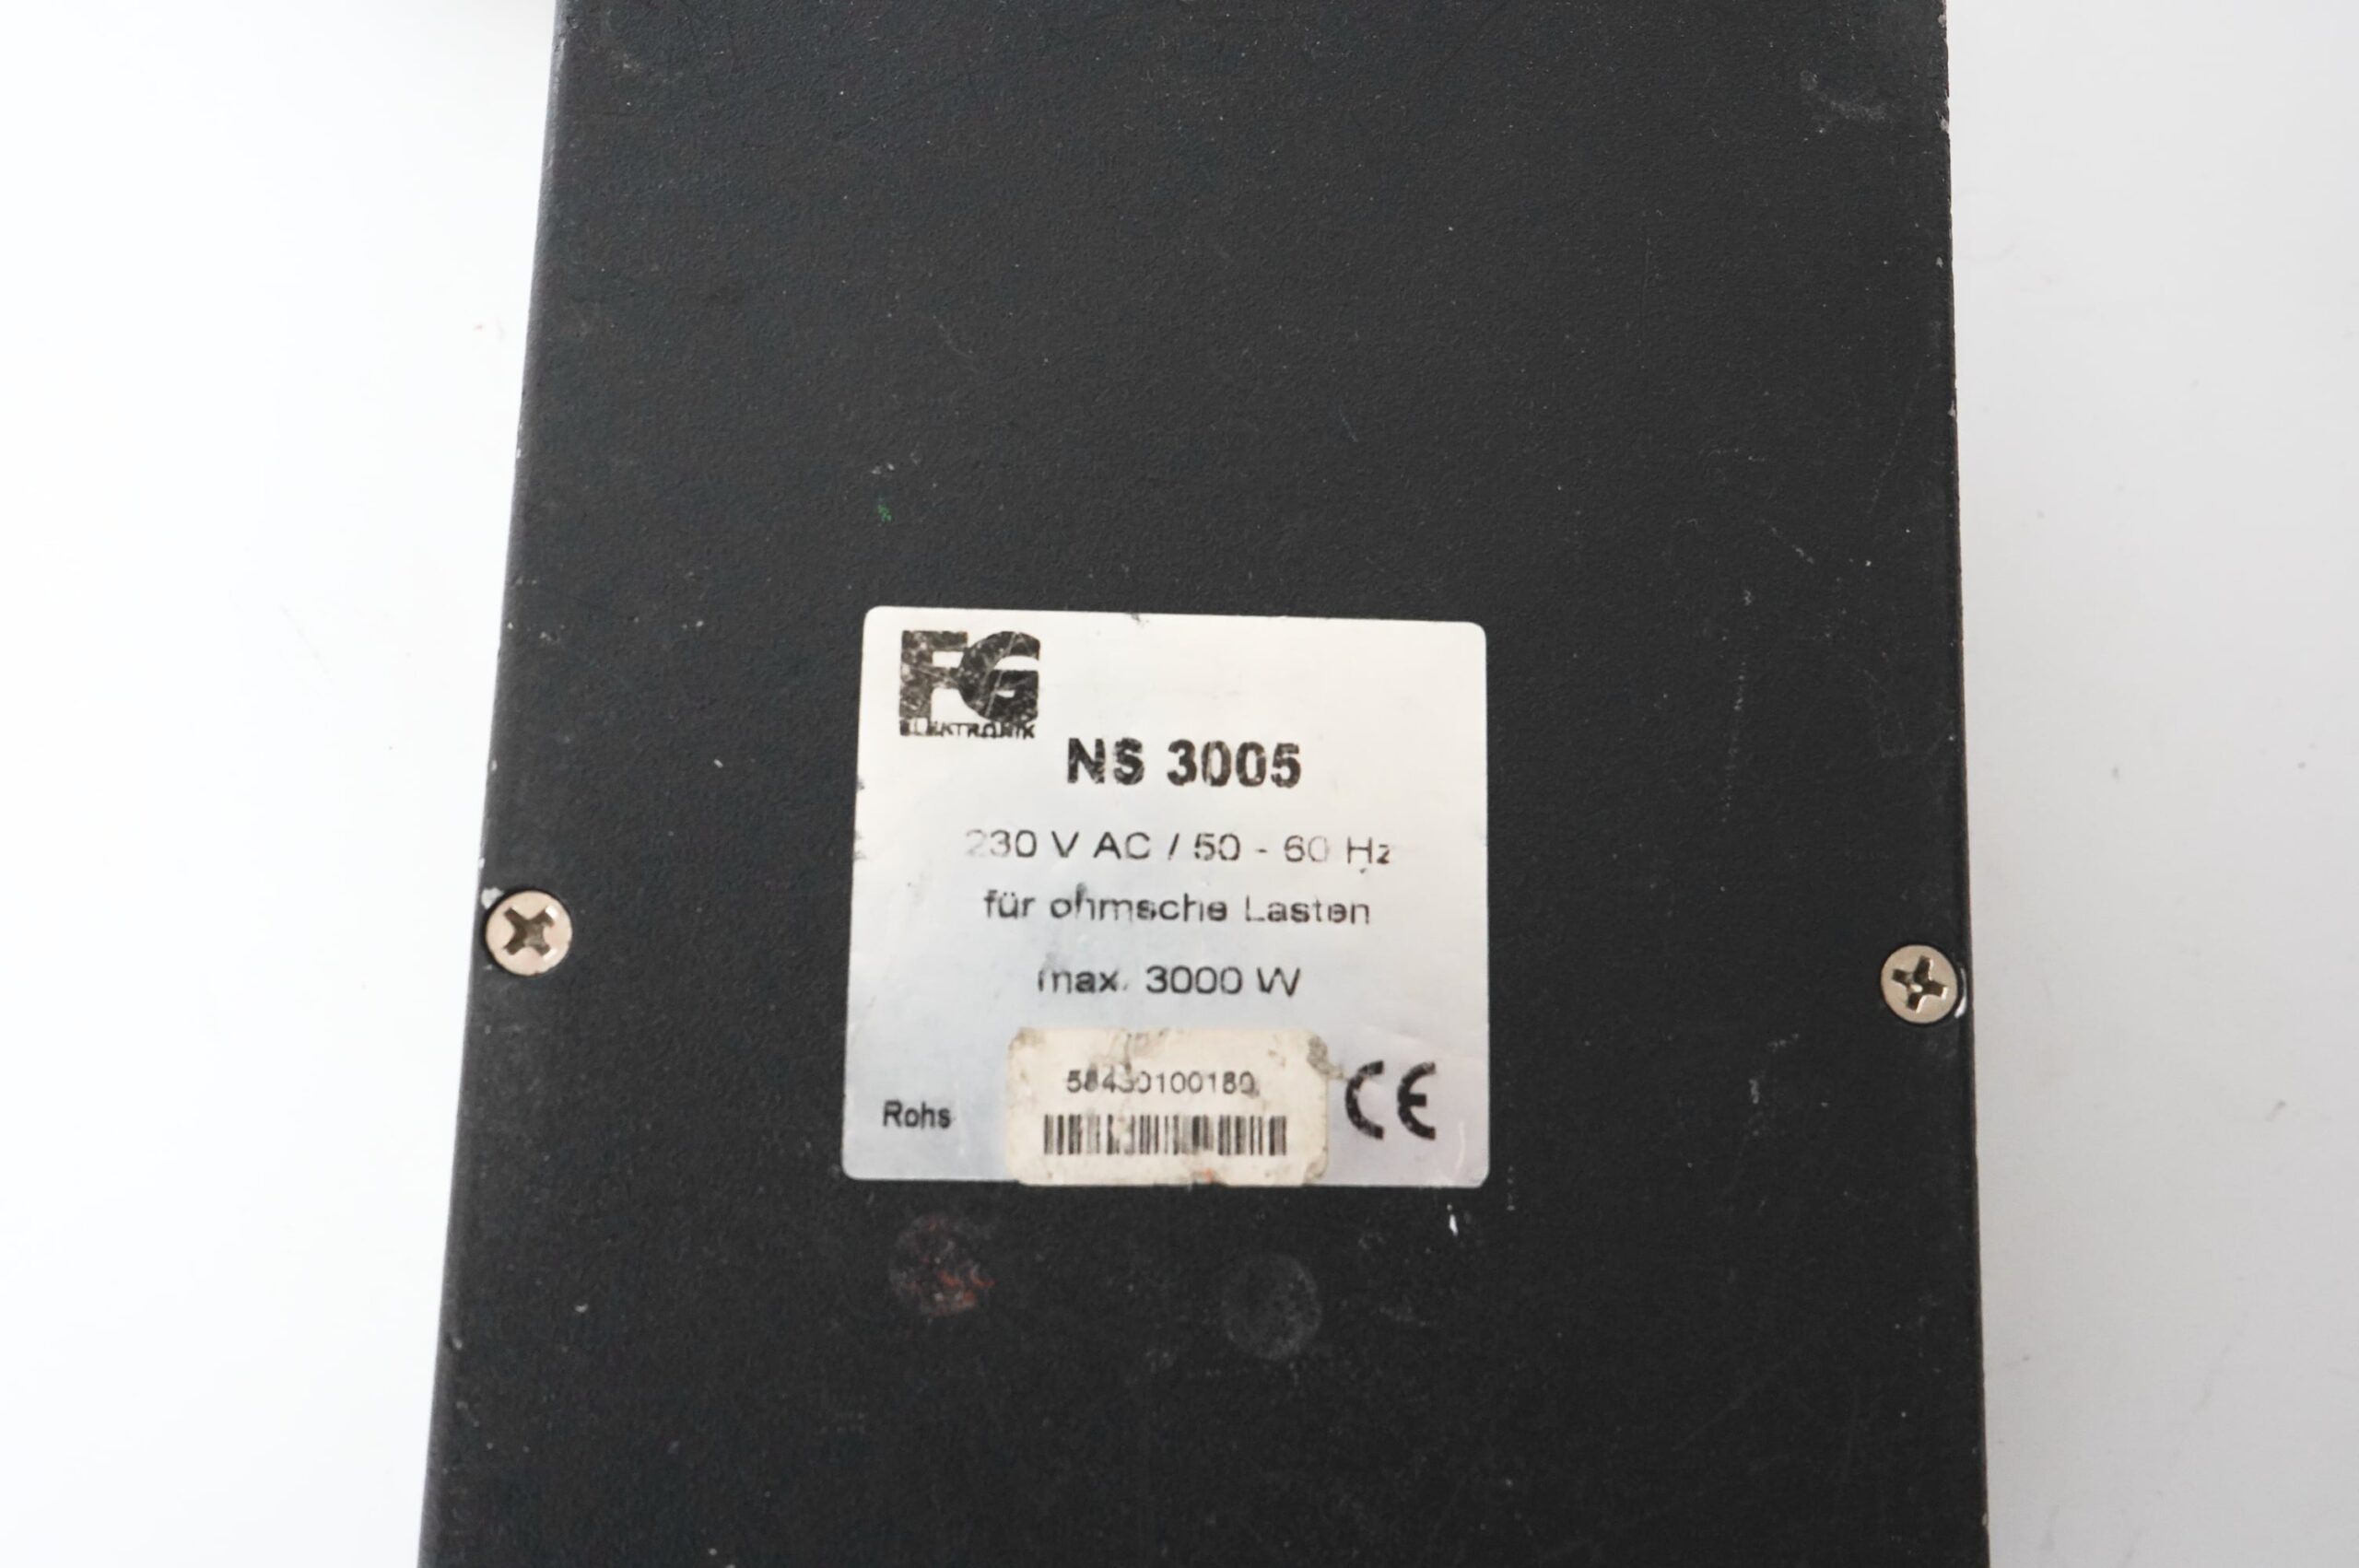 FG
ELEKTRONIK
NS 3005
230 V AC / 50 - 60 Hz
für ohmsche Lasten
max. 3000 W
58430100180
Rohs
CE